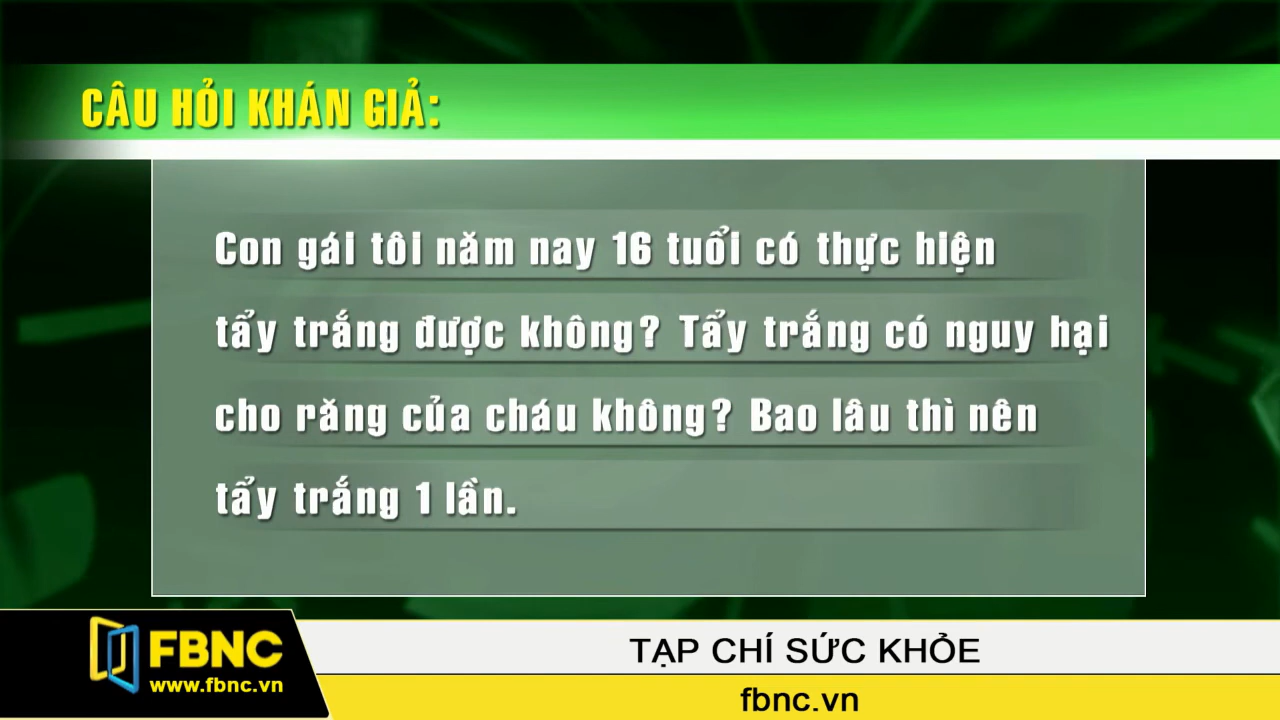 CÂU HỎI KHÁN GIẢ:
Con gái tôi năm nay 16 tuổi có thực hiện
tẩy trắng được không? Tẩy trắng có nguy hại
cho răng của cháu không? Bao lâu thì nên
tẩy trắng 1 lần.
FBNC
www.fbnc.vn
TẠP CHÍ SỨC KHỎE
fbnc.vn